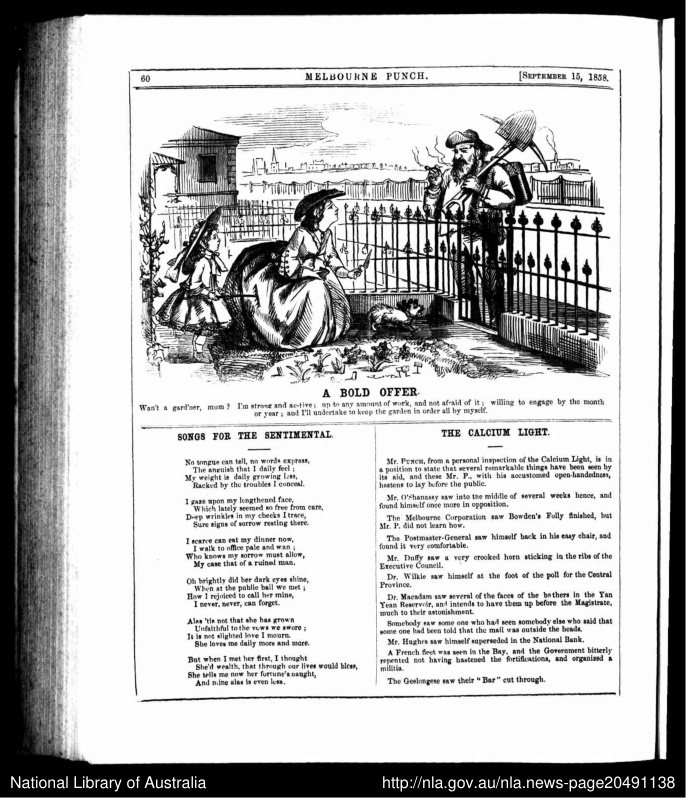 60
MELBOURNE PUNCH.
[SEPTEMBER 15, 1858.
A BOLD OFFER.
Wan't a gard'ner, mum? I'm strong and ac-tive; up to any amount of work, and not afraid of it; willing to engage by the month
or year; and I'll undertake to keep the garden in order all by myself.
SONGS FOR THE SENTIMENTAL.
No tongue can tell, no words express,
The anguish that I daily feel;
My weight is daily growing less,
Racked by the troubles I conceal.
I gaze upon my lengthened face,
Which lately seemed so free from care,
Deep wrinkles in my cheeks I trace,
Sure signs of sorrow resting there.
I scarce can eat my dinner now,
I walk to office pale and wan;
Who knows my sorrow must allow,
My case that of a ruined man.
Oh brightly did her dark eyes shine,
When at the public ball we met;
How I rejoiced to call her mine,
I never, never, can forget.
Alas 'tis not that she has grown
Unfaithful to the vows we swore;
It is not slighted love I mourn.
She loves me daily more and more.
But when I met her first, I thought
She'd wealth, that through our lives would bless,
She tells me now her fortune's naught,
And mine alas is even less.
THE CALCIUM LIGHT.
Mr. PUNCH, from a personal inspection of the Calcium Light, is in
a position to state that several remarkable things have been seen by
its aid, and these Mr. P., with his accustomed open-handedness,
hastens to lay before the public.
Mr. O'Shanassy saw into the middle of several weeks hence, and
found himself once more in opposition.
The Melbourne Corporation saw Bowden's Folly finished, but
Mr. P. did not learn how.
The Postmaster-General saw himself back in his easy chair, and
found it very comfortable.
Mr. Duffy saw a very crooked horn sticking in the ribs of the
Executive Council.
Dr. Wilkie saw himself at the foot of the poll for the Central
Province.
Dr. Macadam saw several of the faces of the bathers in the Yan
Yean Reservoir, and intends to have them up before the Magistrate,
much to their astonishment.
Somebody saw some one who had seen somebody else who said that
some one had been told that the mail was outside the heads.
Mr. Hughes saw himself superseded in the National Bank.
A French fleet was seen in the Bay, and the Government bitterly
repented not having hastened the fortifications, and organised a
militia.
The Geelongese saw their "Bar" cut through.
National Library of Australia
http://nla.gov.au/nla.news-page20491138